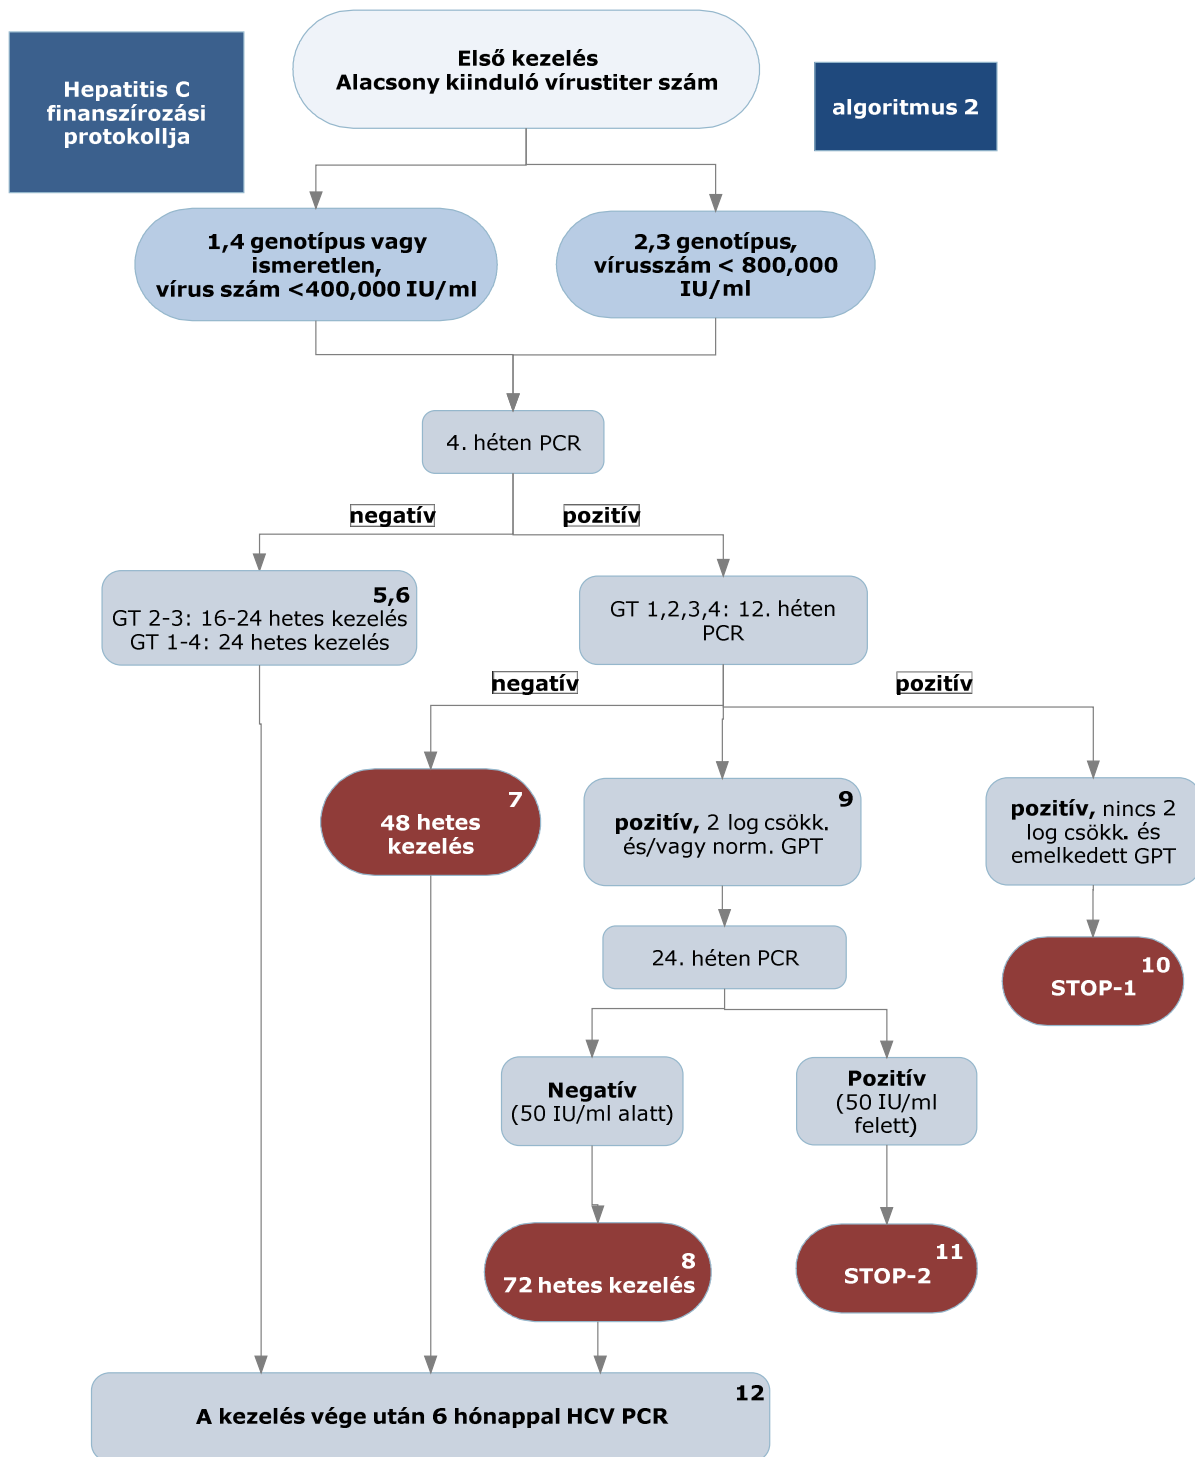 Hepatitis C
finanszírozási
protokollja
Első kezelés
Alacsony kiinduló vírustiter szám
algoritmus 2
1,4 genotípus vagy
ismeretlen,
vírus szám <400,000 IU/ml
2,3 genotípus,
vírusszám < 800,000
IU/ml
4. héten PCR
negatív
pozitív
5,6
GT 2-3: 16-24 hetes kezelés
GT 1-4: 24 hetes kezelés
GT 1,2,3,4: 12. héten
PCR
negatív
pozitív
7
48 hetes
kezelés
9
pozitív, 2 log csökk.
és/vagy norm. GPT
pozitív, nincs 2
log csökk. és
emelkedett GPT
24. héten PCR
10
STOP-1
Negatív
(50 IU/ml alatt)
Pozitív
(50 IU/ml
felett)
8
72 hetes kezelés
11
STOP-2
12
A kezelés vége után 6 hónappal HCV PCR